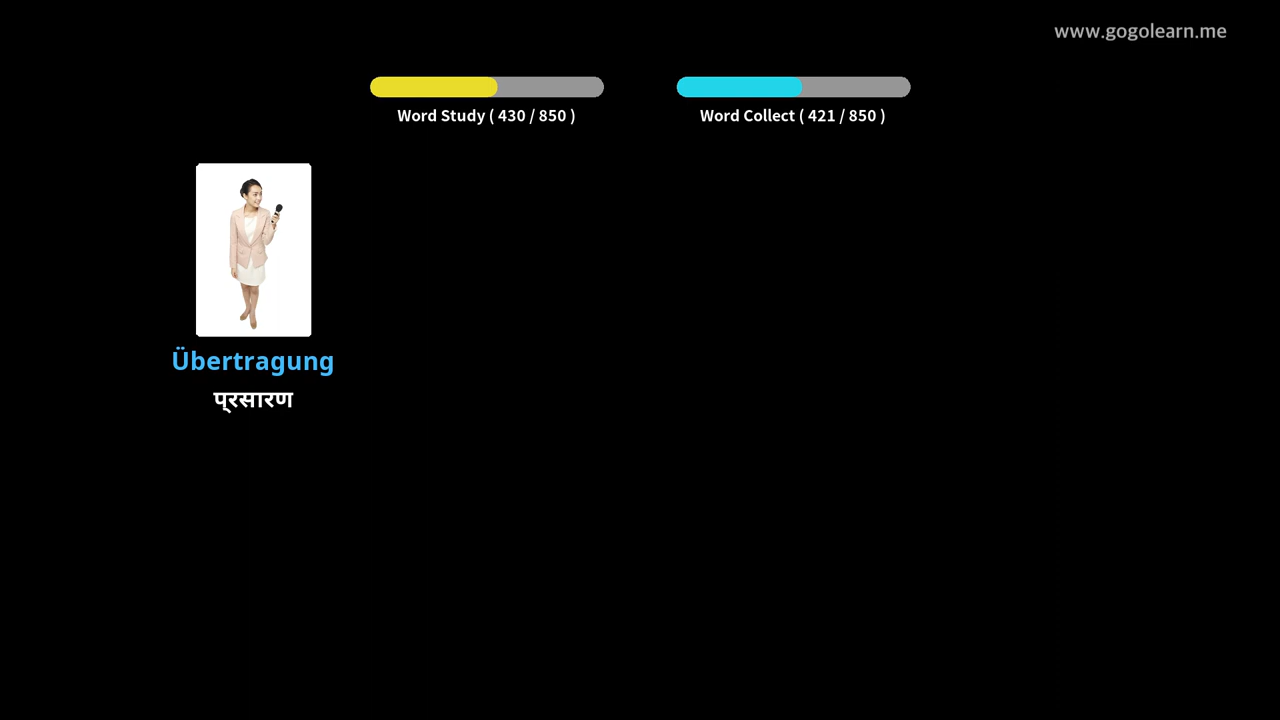 www.gogolearn.me
Word Study ( 430 / 850 )
Word Collect ( 421 / 850 )
Übertragung
प्रसारण